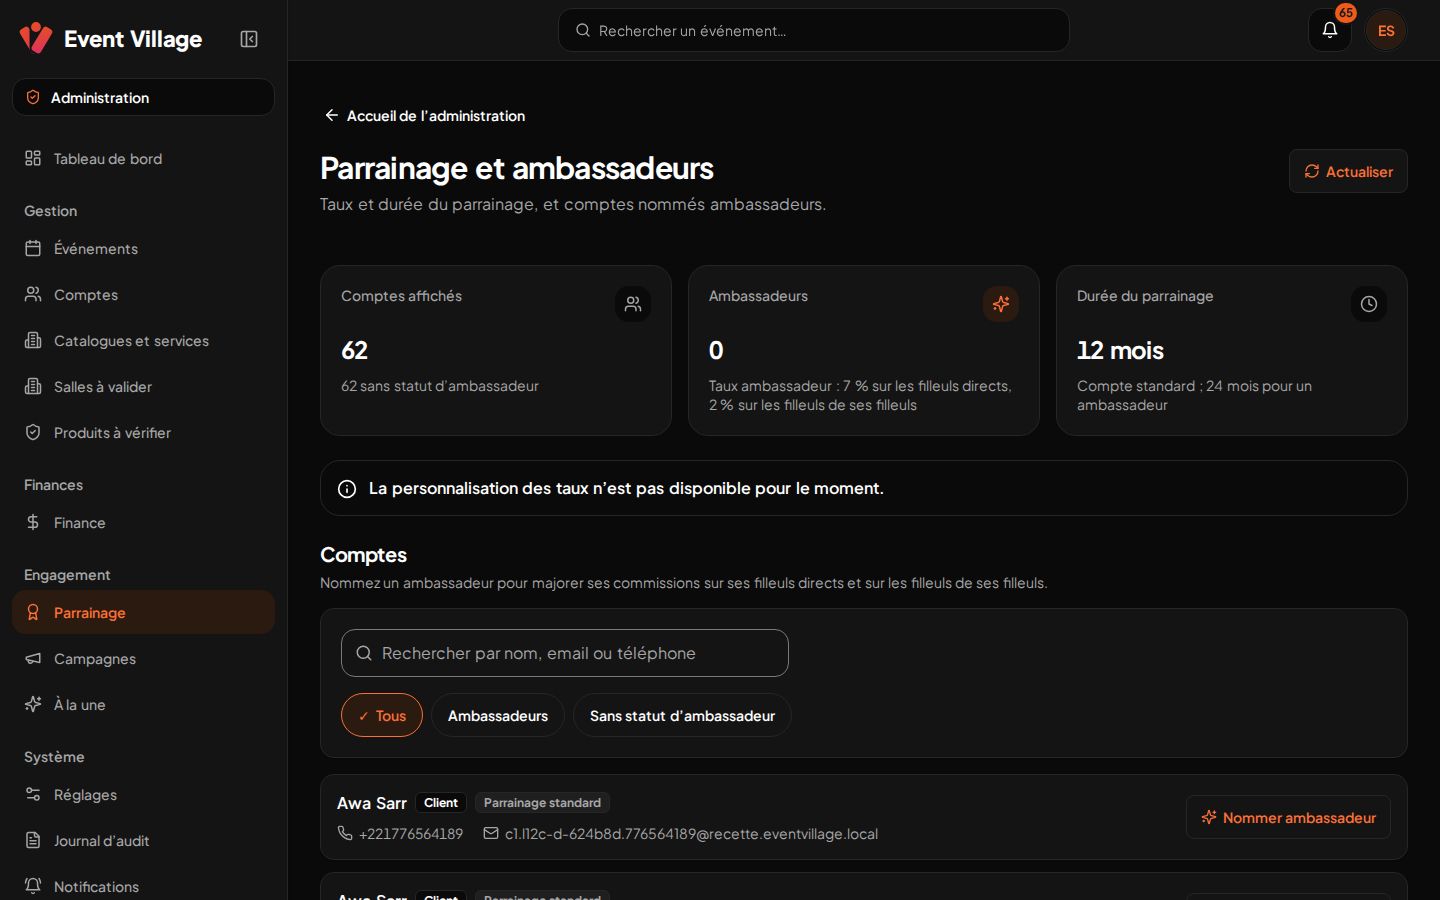 Event Village
Administration
Tableau de bord
Gestion
Événements
Comptes
Catalogues et services
Salles à valider
Produits à vérifier
Finances
Finance
Engagement
Parrainage
Campagnes
À la une
Système
Réglages
Journal d’audit
Notifications
Rechercher un événement…
65
ES
Accueil de l’administration
Parrainage et ambassadeurs
Taux et durée du parrainage, et comptes nommés ambassadeurs.
Actualiser
Comptes affichés
62
62 sans statut d’ambassadeur
Ambassadeurs
0
Taux ambassadeur : 7 % sur les filleuls directs,
2 % sur les filleuls de ses filleuls
Durée du parrainage
12 mois
Compte standard ; 24 mois pour un
ambassadeur
La personnalisation des taux n’est pas disponible pour le moment.
Comptes
Nommez un ambassadeur pour majorer ses commissions sur ses filleuls directs et sur les filleuls de ses filleuls.
Rechercher par nom, email ou téléphone
✓ Tous
Ambassadeurs
Sans statut d’ambassadeur
Awa Sarr Client Parrainage standard
+221776564189 c1.l12c-d-624b8d.776564189@recette.eventvillage.local
Nommer ambassadeur
Awa Sarr Client Parrainage standard